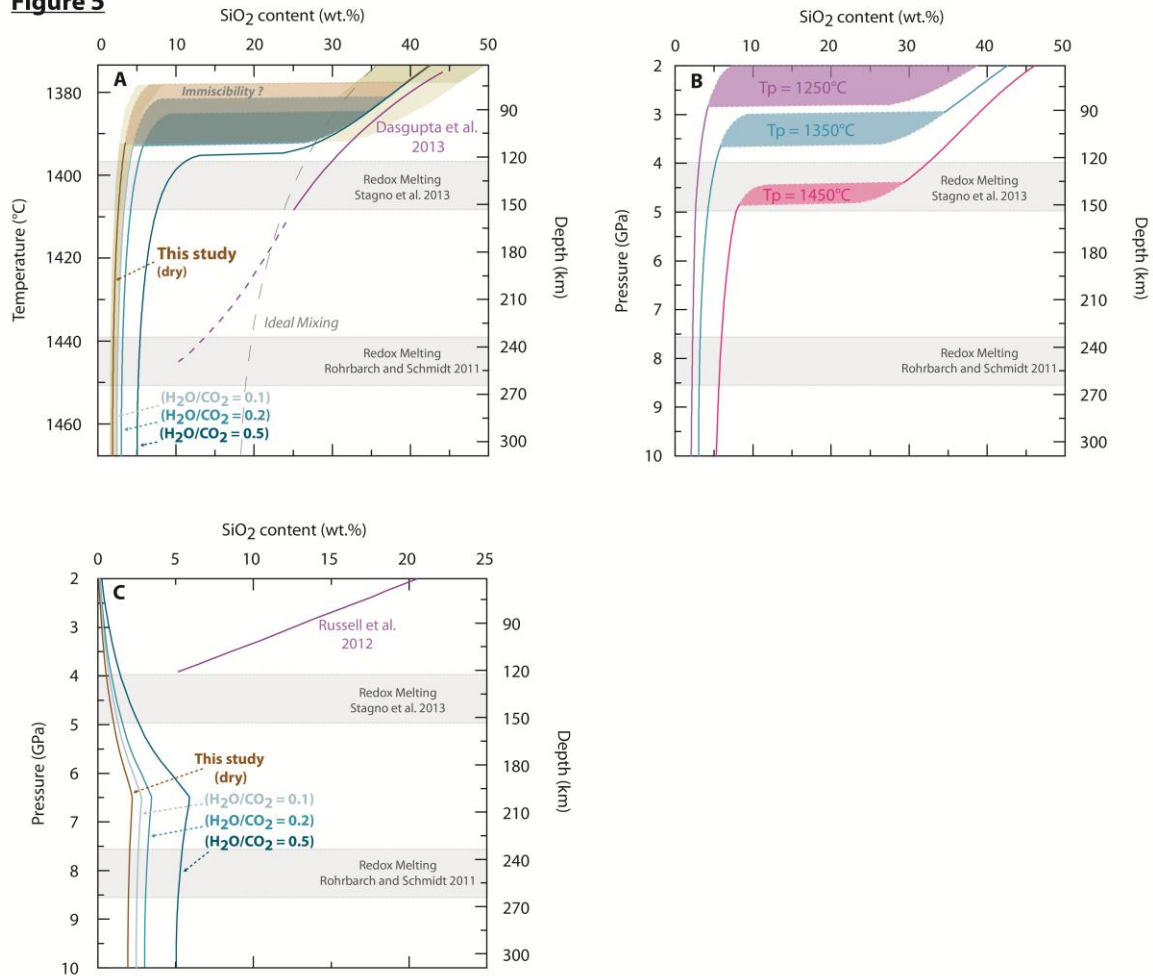 Figure 5
SiO2 content (wt.%)
0 10 20 30 40 50
A
Immiscibility ?
Dasgupta et al.
2013
Redox Melting
Stagno et al. 2013
This study
(dry)
Ideal Mixing
Redox Melting
Rohrbarch and Schmidt 2011
(H2O/CO2 = 0.1)
(H2O/CO2 = 0.2)
(H2O/CO2 = 0.5)
Temperature (°C)
1380
1400
1420
1440
1460
Depth (km)
90
120
150
180
210
240
270
300
SiO2 content (wt.%)
0 10 20 30 40 50
B
Tp = 1250°C
Tp = 1350°C
Tp = 1450°C
Redox Melting
Stagno et al. 2013
Redox Melting
Rohrbarch and Schmidt 2011
Pressure (GPa)
2
3
4
5
6
7
8
9
10
Depth (km)
90
120
150
180
210
240
270
300
SiO2 content (wt.%)
0 5 10 15 20 25
C
Russell et al.
2012
Redox Melting
Stagno et al. 2013
This study
(dry)
(H2O/CO2 = 0.1)
(H2O/CO2 = 0.2)
(H2O/CO2 = 0.5)
Redox Melting
Rohrbarch and Schmidt 2011
Pressure (GPa)
2
3
4
5
6
7
8
9
10
Depth (km)
90
120
150
180
210
240
270
300